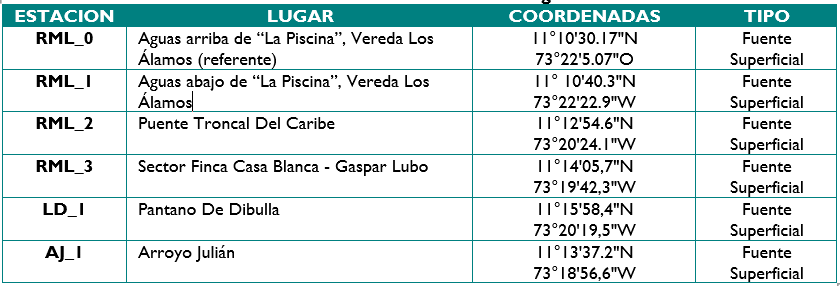 ESTACION LUGAR COORDENADAS TIPO
RML_0 Aguas arriba de “La Piscina”, Vereda Los 11°10'30.17"N Fuente
Álamos (referente) 73°22'5.07"O Superficial
RML_1 Aguas abajo de “La Piscina”, Vereda Los 11° 10'40.3"N Fuente
Álamos 73°22'22.9"W Superficial
RML_2 Puente Troncal Del Caribe 11°12'54.6"N Fuente
73°20'24.1"W Superficial
RML_3 Sector Finca Casa Blanca - Gaspar Lubo 11°14'05,7"N Fuente
73°19'42,3"W Superficial
LD_1 Pantano De Dibulla 11°15'58,4"N Fuente
73°20'19,5"W Superficial
AJ_1 Arroyo Julián 11°13'37.2"N Fuente
73°18'56,6"W Superficial